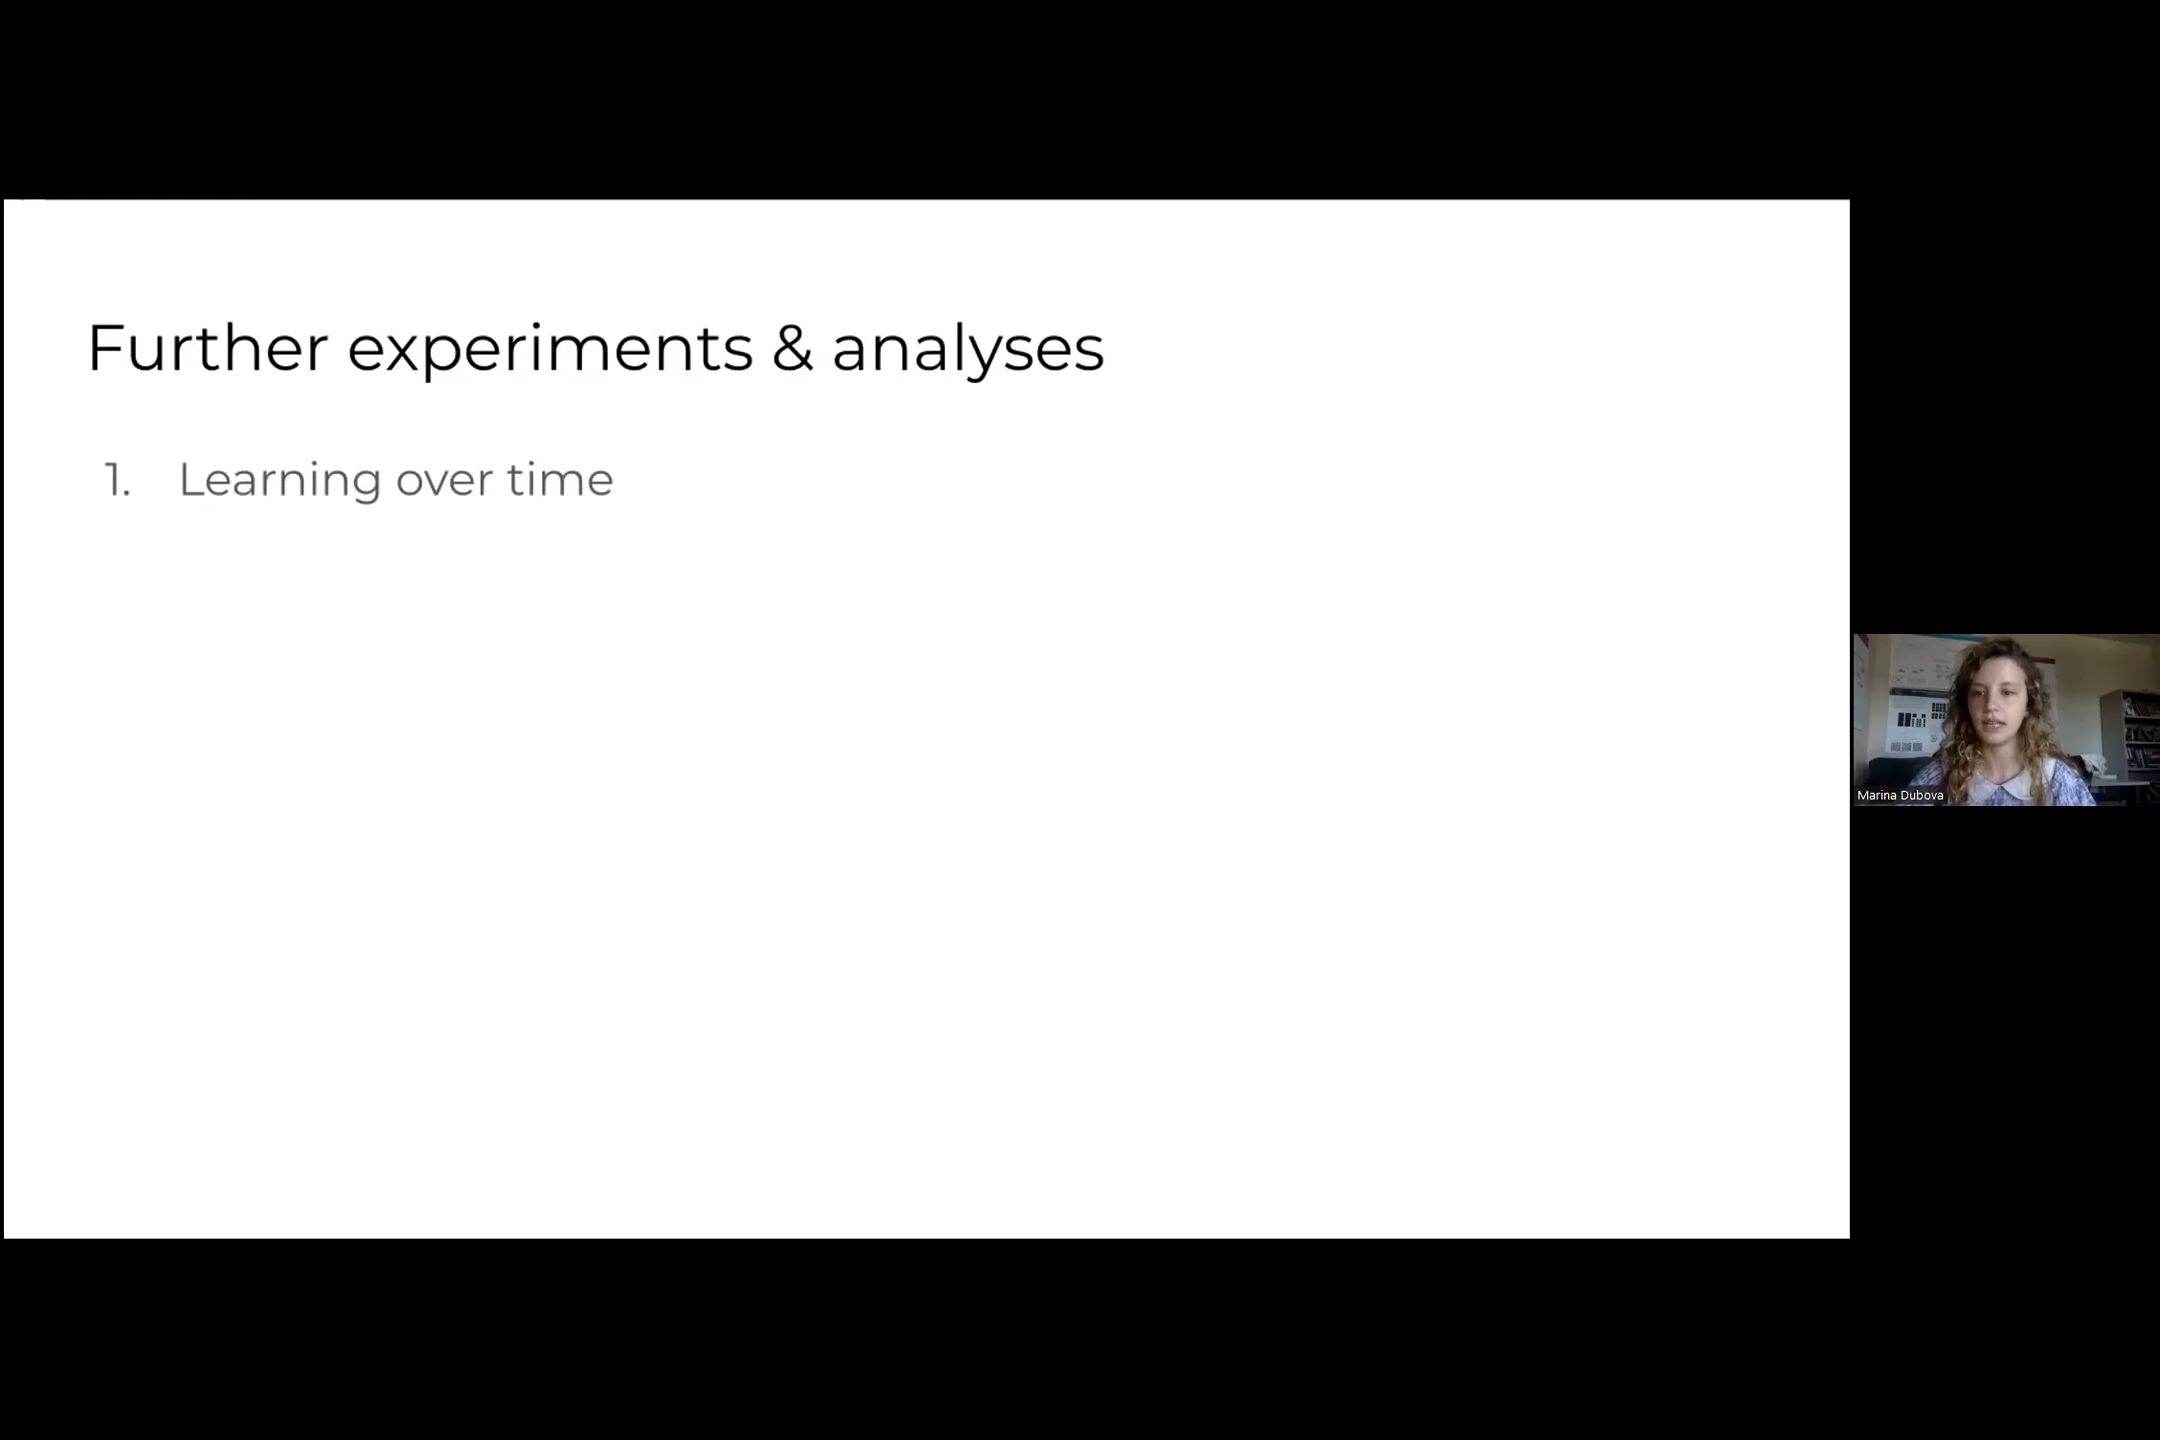 Further experiments & analyses
1. Learning over time
Marina Dubova